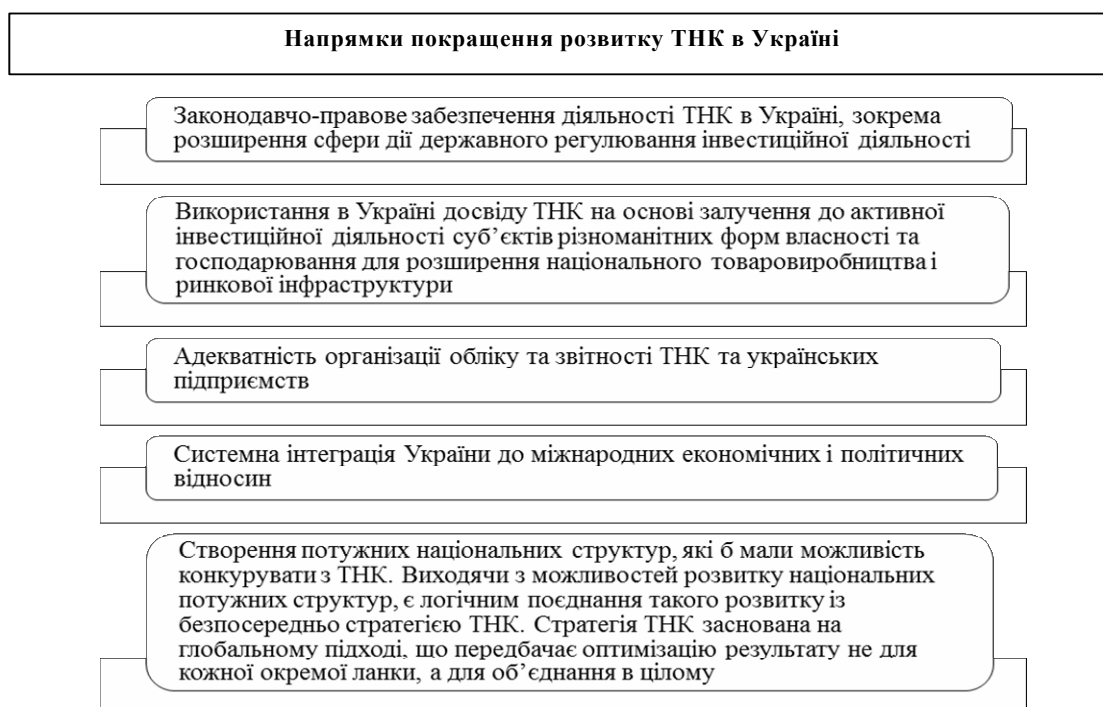 Напрямки покращення розвитку ТНК в Україні
Законодавчо-правове забезпечення діяльності ТНК в Україні, зокрема
розширення сфери дії державного регулювання інвестиційної діяльності
Використання в Україні досвіду ТНК на основі залучення до активної
інвестиційної діяльності суб’єктів різноманітних форм власності та
господарювання для розширення національного товаровиробництва і
ринкової інфраструктури
Адекватність організації обліку та звітності ТНК та українських
підприємств
Системна інтеграція України до міжнародних економічних і політичних
відносин
Створення потужних національних структур, які б мали можливість
конкурувати з ТНК. Виходячи з можливостей розвитку національних
потужних структур, є логічним поєднання такого розвитку із
безпосередньо стратегією ТНК. Стратегія ТНК заснована на
глобальному підході, що передбачає оптимізацію результату не для
кожної окремої ланки, а для об’єднання в цілому